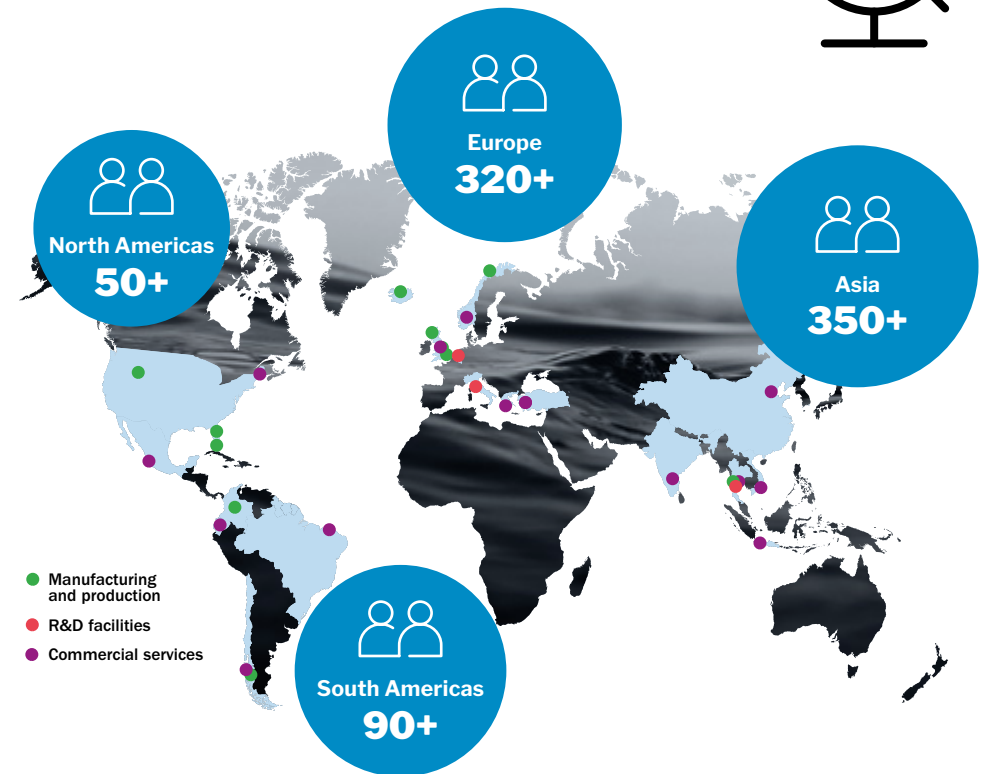 Europe
320+
North Americas
50+
Asia
350+
Manufacturing
and production
R&D facilities
Commercial services
South Americas
90+